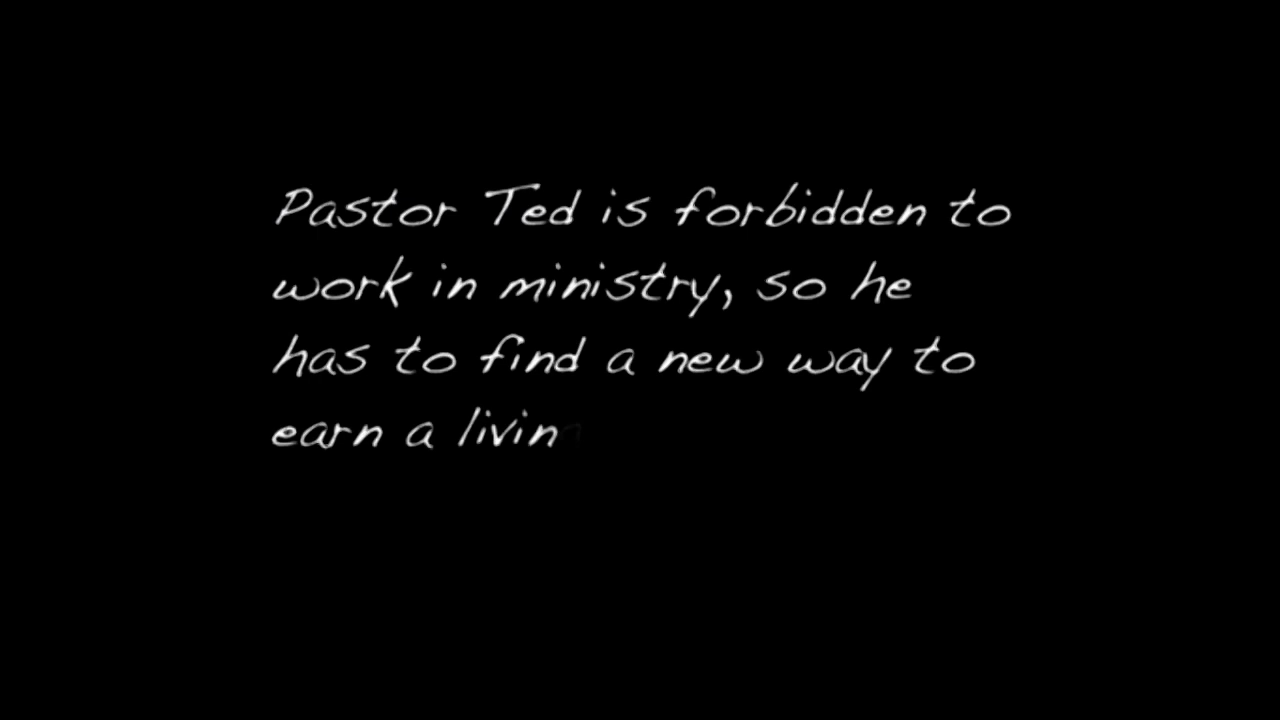 Pastor Ted is forbidden to
work in ministry, so he
has to find a new way to
earn a livin